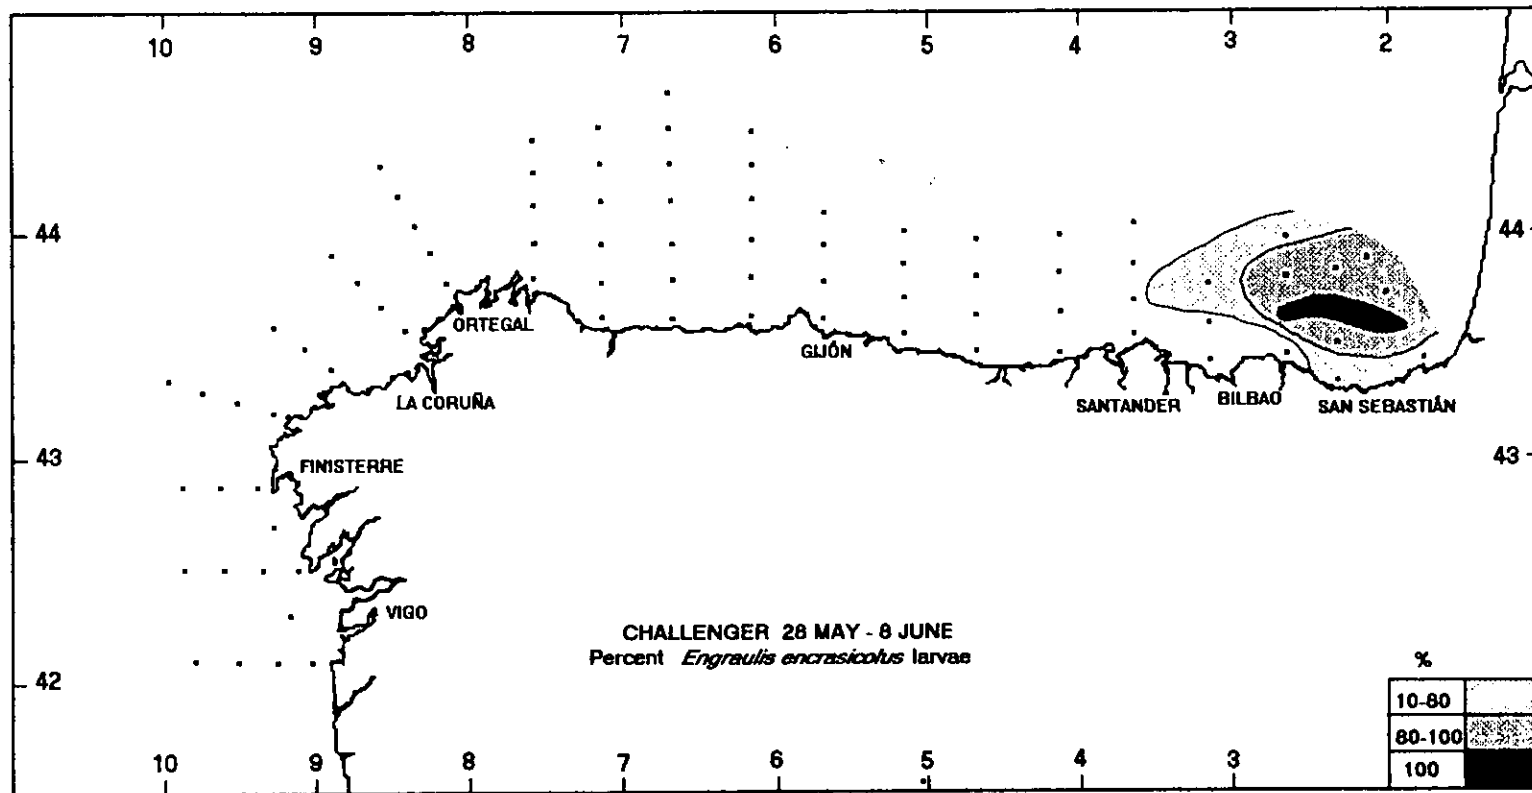 10 9 8 7 6 5 4 3 2
44 44
ORTEGAL
GIJÓN
LA CORUÑA SANTANDER BILBAO SAN SEBASTIÁN
43 43
FINISTERRE
VIGO
CHALLENGER 28 MAY - 8 JUNE
Percent Engraulis encrasicolus larvae
%
42
10-80
80-100
100
10 9 8 7 6 5 4 3